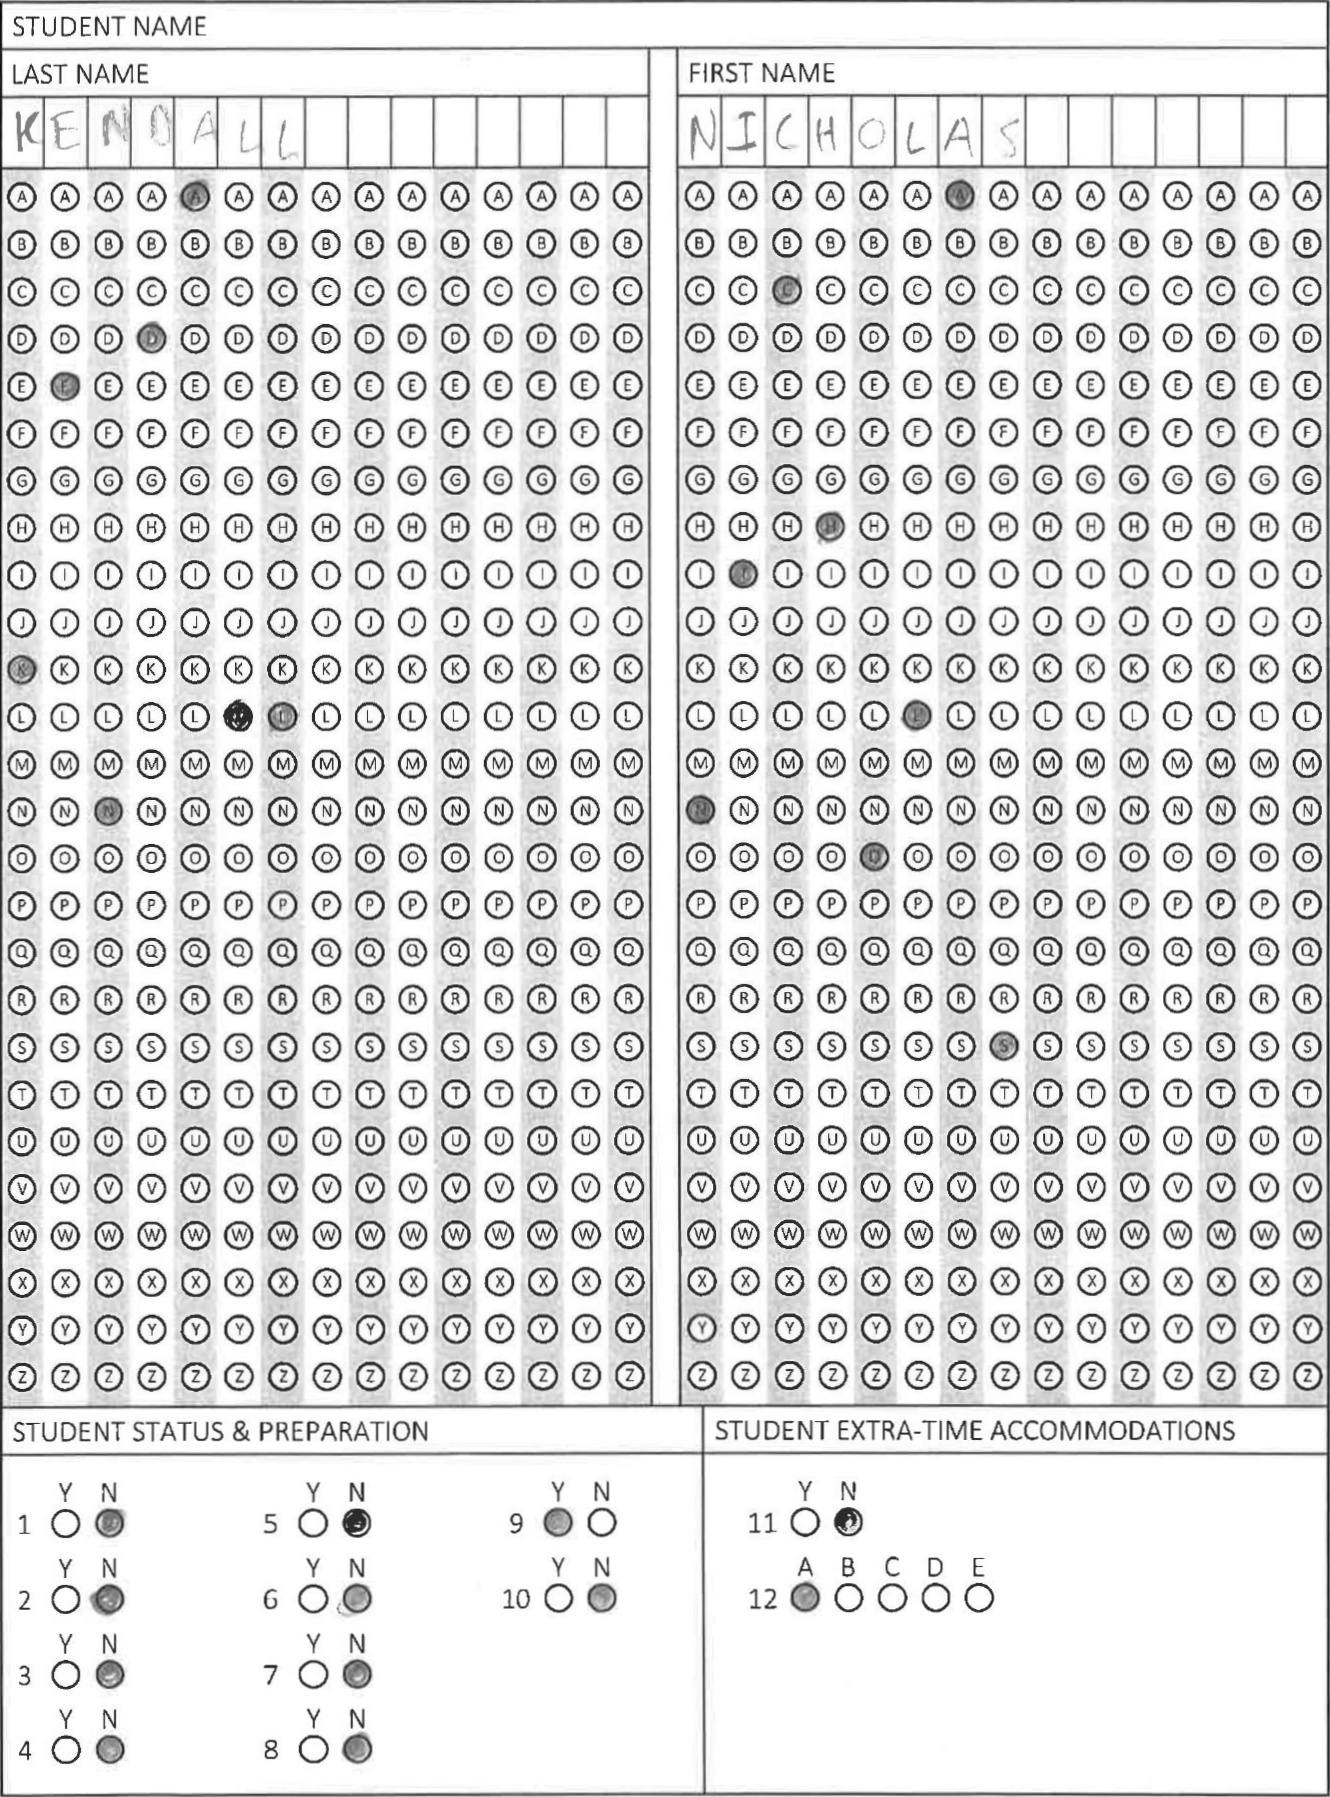 STUDENT NAME
LAST NAME FIRST NAME
KENDALL NICHOLAS
A A A A A A A A A A A A A A A A A A A A A A A A A A A A A A
B B B B B B B B B B B B B B B B B B B B B B B B B B B B B B
C C C C C C C C C C C C C C C C C C C C C C C C C C C C C C
D D D D D D D D D D D D D D D D D D D D D D D D D D D D D D
E E E E E E E E E E E E E E E E E E E E E E E E E E E E E E
F F F F F F F F F F F F F F F F F F F F F F F F F F F F F F
G G G G G G G G G G G G G G G G G G G G G G G G G G G G G G
H H H H H H H H H H H H H H H H H H H H H H H H H H H H H H
I I I I I I I I I I I I I I I I I I I I I I I I I I I I I I
J J J J J J J J J J J J J J J J J J J J J J J J J J J J J J
K K K K K K K K K K K K K K K K K K K K K K K K K K K K K K
L L L L L L L L L L L L L L L L L L L L L L L L L L L L L
M M M M M M M M M M M M M M M M M M M M M M M M M M M M M M
N N N N N N N N N N N N N N N N N N N N N N N N N N N N N N
O O O O O O O O O O O O O O O O O O O O O O O O O O O O O O
P P P P P P P P P P P P P P P P P P P P P P P P P P P P P P
Q Q Q Q Q Q Q Q Q Q Q Q Q Q Q Q Q Q Q Q Q Q Q Q Q Q Q Q Q Q
R R R R R R R R R R R R R R R R R R R R R R R R R R R R R R
S S S S S S S S S S S S S S S S S S S S S S S S S S S S S S
T T T T T T T T T T T T T T T T T T T T T T T T T T T T T T
U U U U U U U U U U U U U U U U U U U U U U U U U U U U U U
V V V V V V V V V V V V V V V V V V V V V V V V V V V V V V
W W W W W W W W W W W W W W W W W W W W W W W W W W W W W W
X X X X X X X X X X X X X X X X X X X X X X X X X X X X X X
Y Y Y Y Y Y Y Y Y Y Y Y Y Y Y Y Y Y Y Y Y Y Y Y Y Y Y Y Y Y
Z Z Z Z Z Z Z Z Z Z Z Z Z Z Z Z Z Z Z Z Z Z Z Z Z Z Z Z Z Z
STUDENT STATUS & PREPARATION
Y N Y N Y N
1 5 9
Y N Y N Y N
2 6 10
Y N Y N
3 7
Y N Y N
4 8
STUDENT EXTRA-TIME ACCOMMODATIONS
Y N
11
A B C D E
12